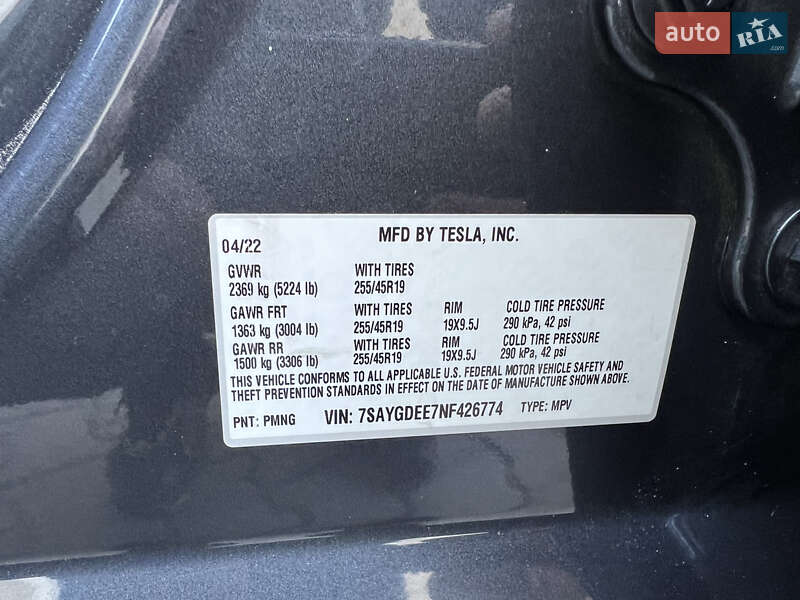 auto RIA.com
04/22 MFD BY TESLA, INC.
GVWR WITH TIRES
2369 kg (5224 lb) 255/45R19
GAWR FRT WITH TIRES RIM COLD TIRE PRESSURE
1363 kg (3004 lb) 255/45R19 19X9.5J 290 kPa, 42 psi
GAWR RR WITH TIRES RIM COLD TIRE PRESSURE
1500 kg (3306 lb) 255/45R19 19X9.5J 290 kPa, 42 psi
THIS VEHICLE CONFORMS TO ALL APPLICABLE U.S. FEDERAL MOTOR VEHICLE SAFETY AND
THEFT PREVENTION STANDARDS IN EFFECT ON THE DATE OF MANUFACTURE SHOWN ABOVE.
PNT: PMNG VIN: 7SAYGDEE7NF426774 TYPE: MPV